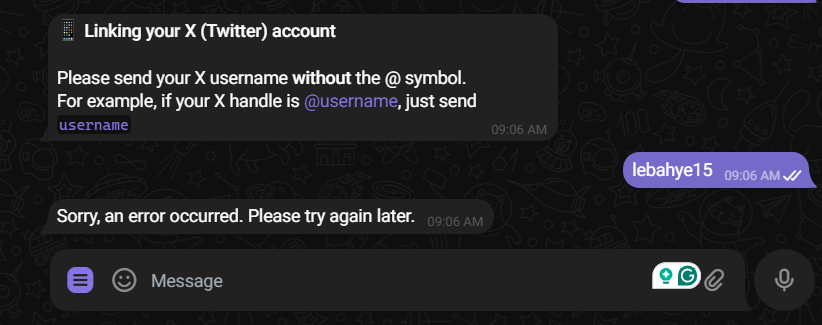 Linking your X (Twitter) account
Please send your X username without the @ symbol.
For example, if your X handle is @username, just send
username
09:06 AM
lebahye15 09:06 AM
Sorry, an error occurred. Please try again later. 09:06 AM
Message